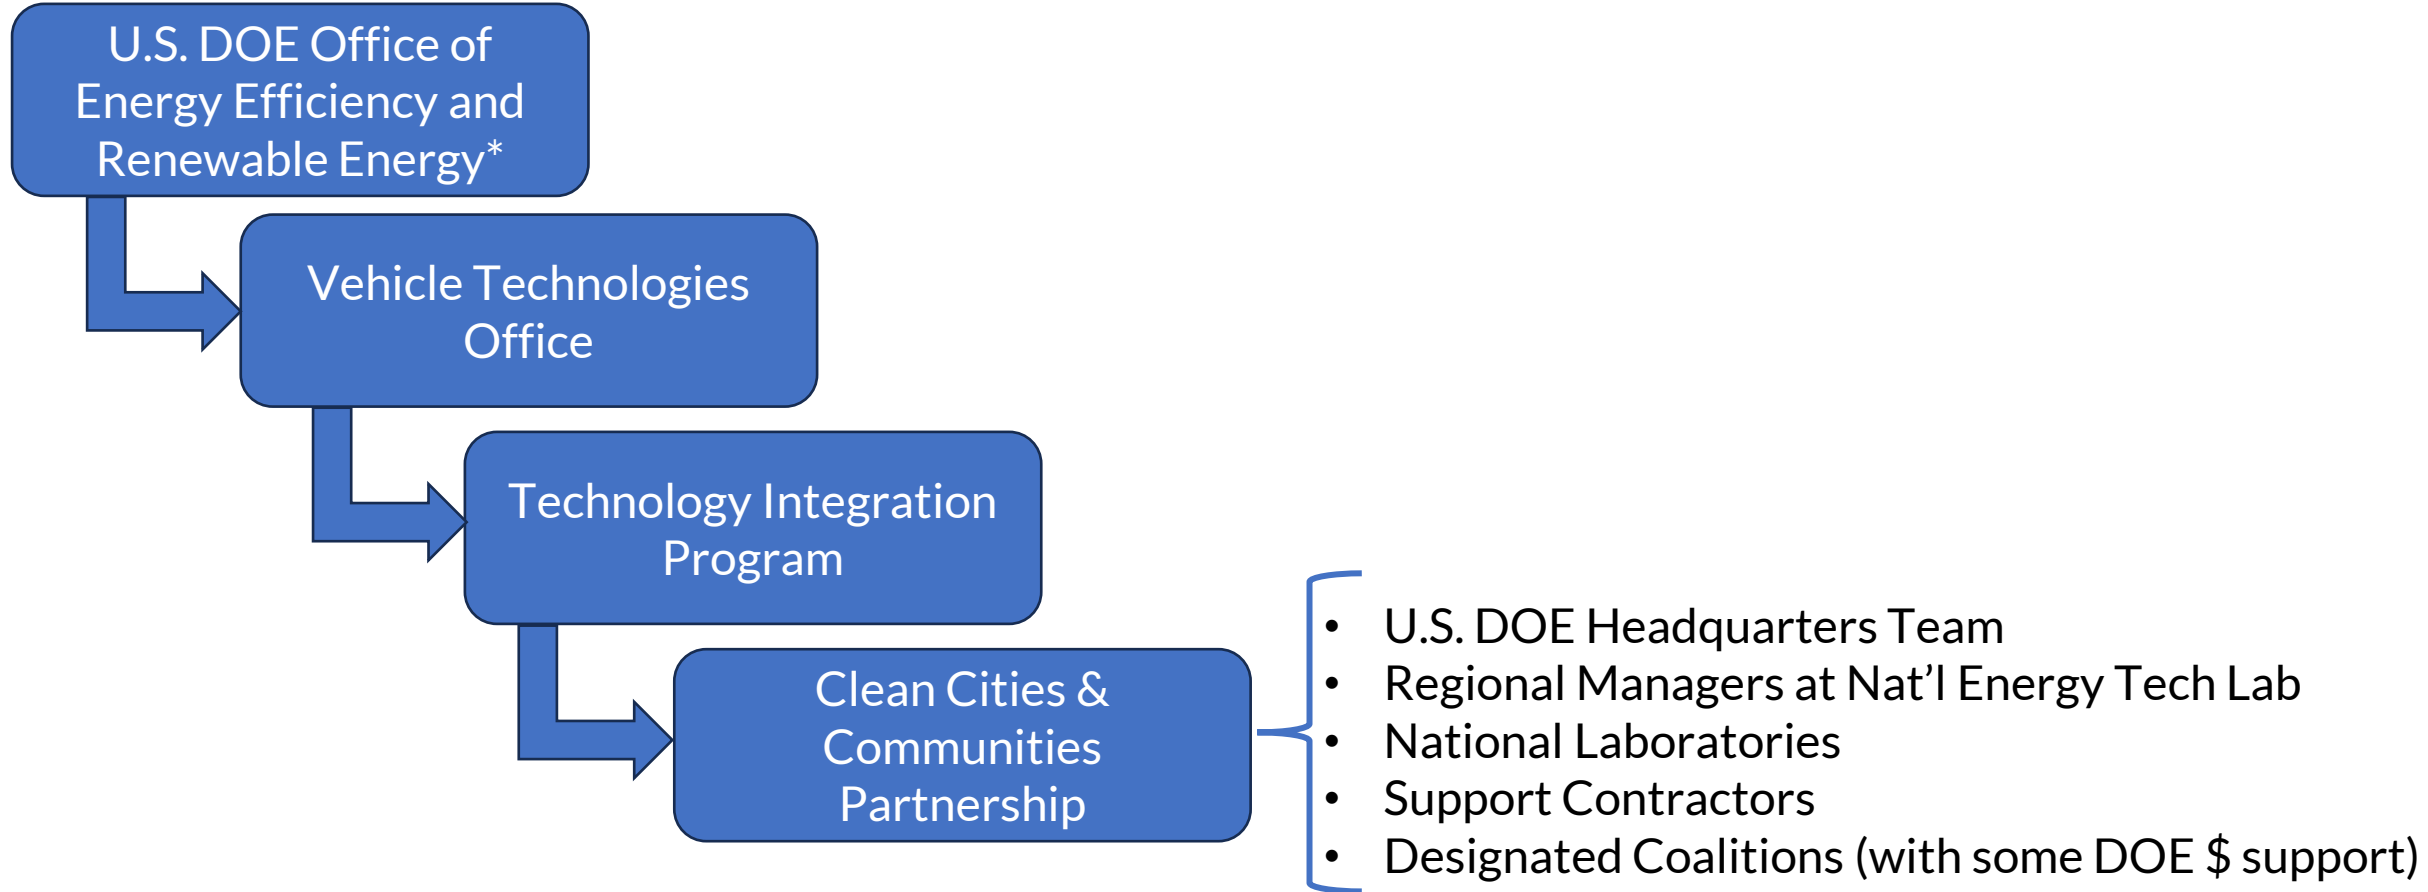 U.S. DOE Office of
Energy Efficiency and
Renewable Energy*
Vehicle Technologies
Office
Technology Integration
Program
Clean Cities &
Communities
Partnership
• U.S. DOE Headquarters Team
• Regional Managers at Nat’l Energy Tech Lab
• National Laboratories
• Support Contractors
• Designated Coalitions (with some DOE $ support)